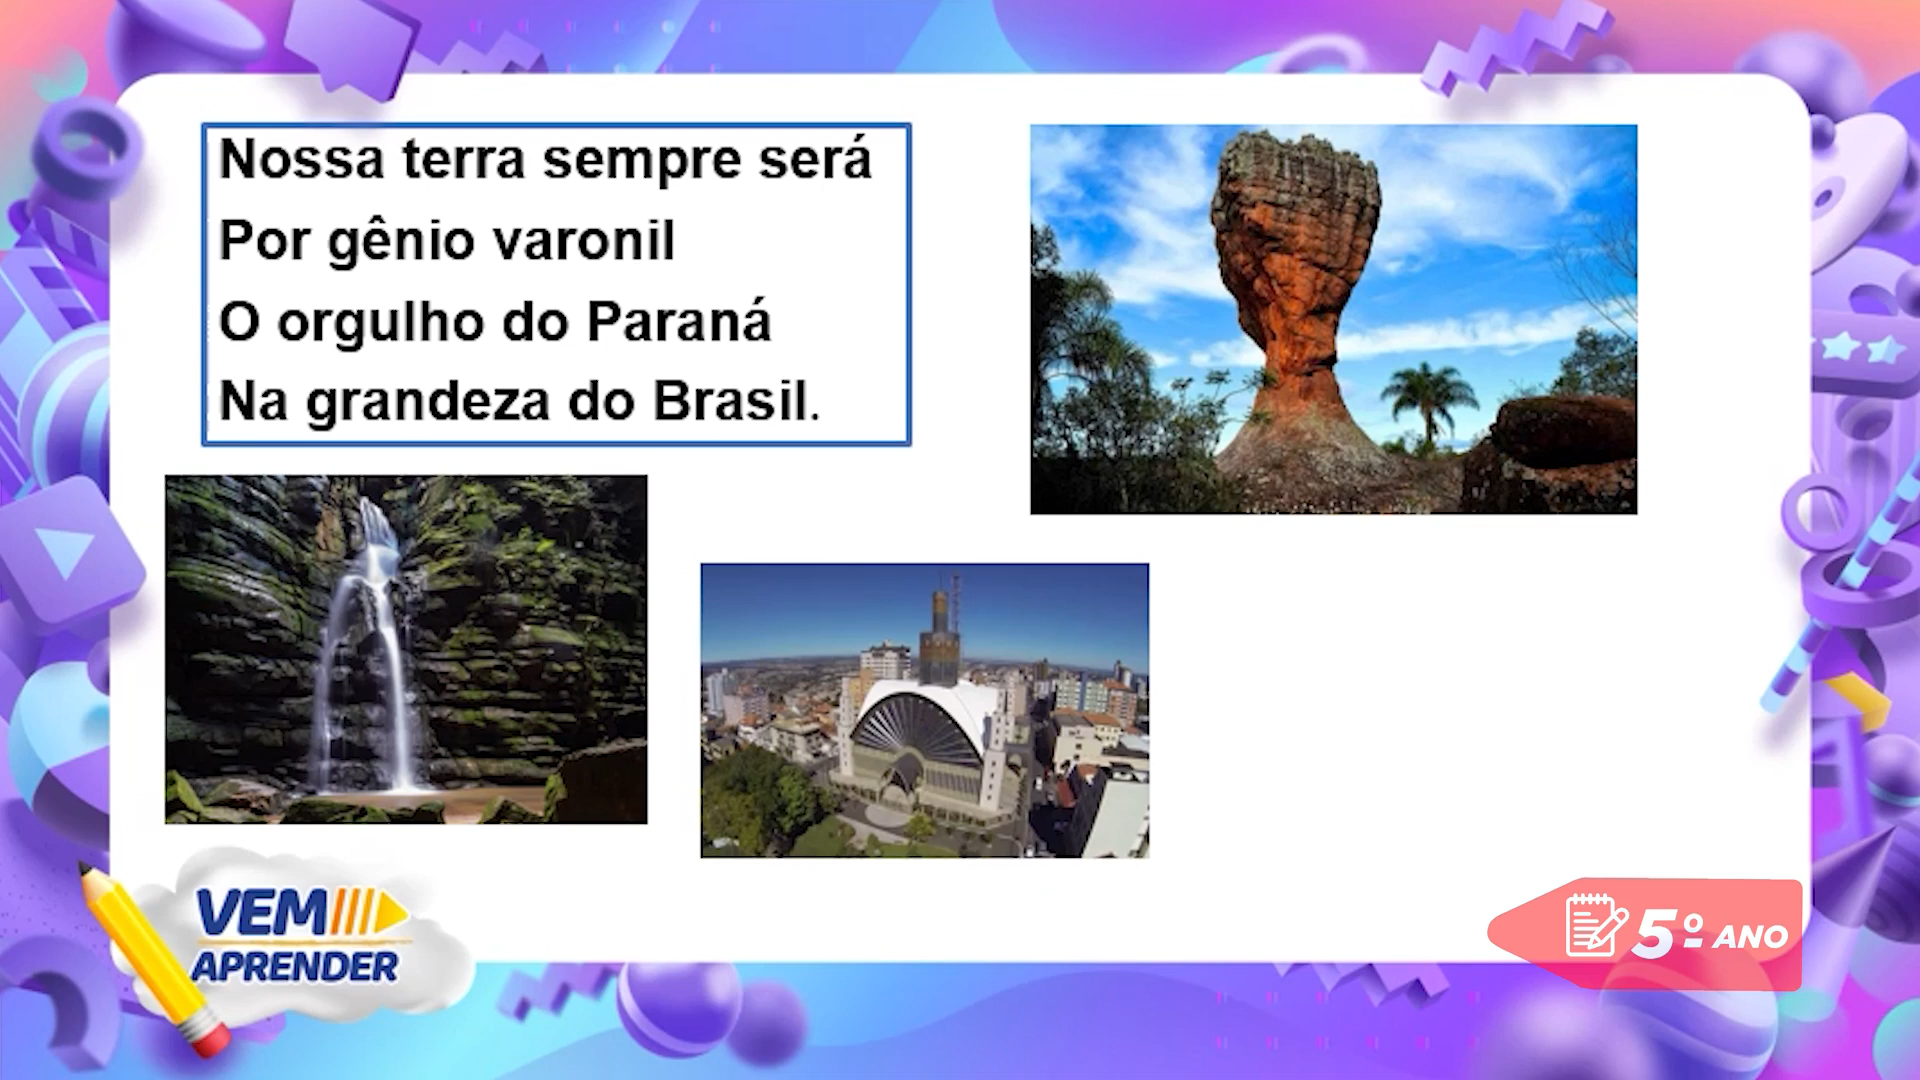 Nossa terra sempre será
Por gênio varonil
O orgulho do Paraná
Na grandeza do Brasil.
VEM
APRENDER
5º ANO